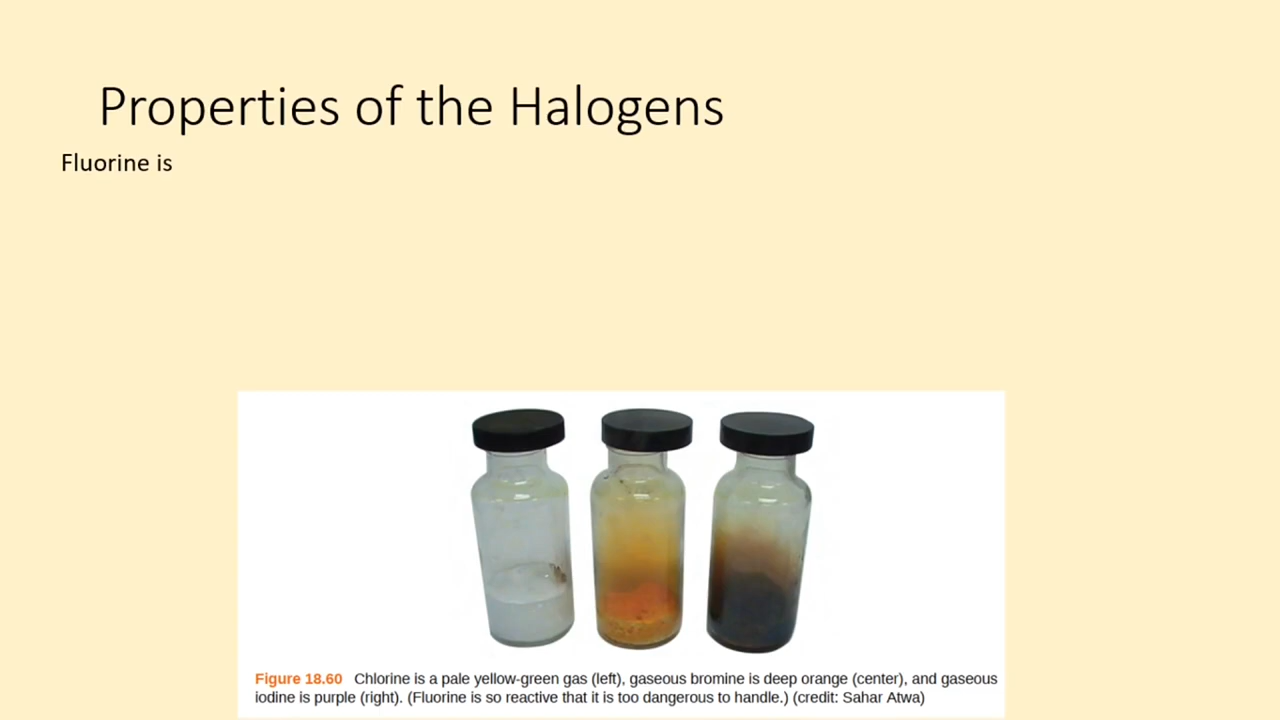 Properties of the Halogens
Fluorine is
Figure 18.60 Chlorine is a pale yellow-green gas (left), gaseous bromine is deep orange (center), and gaseous
iodine is purple (right). (Fluorine is so reactive that it is too dangerous to handle.) (credit: Sahar Atwa)